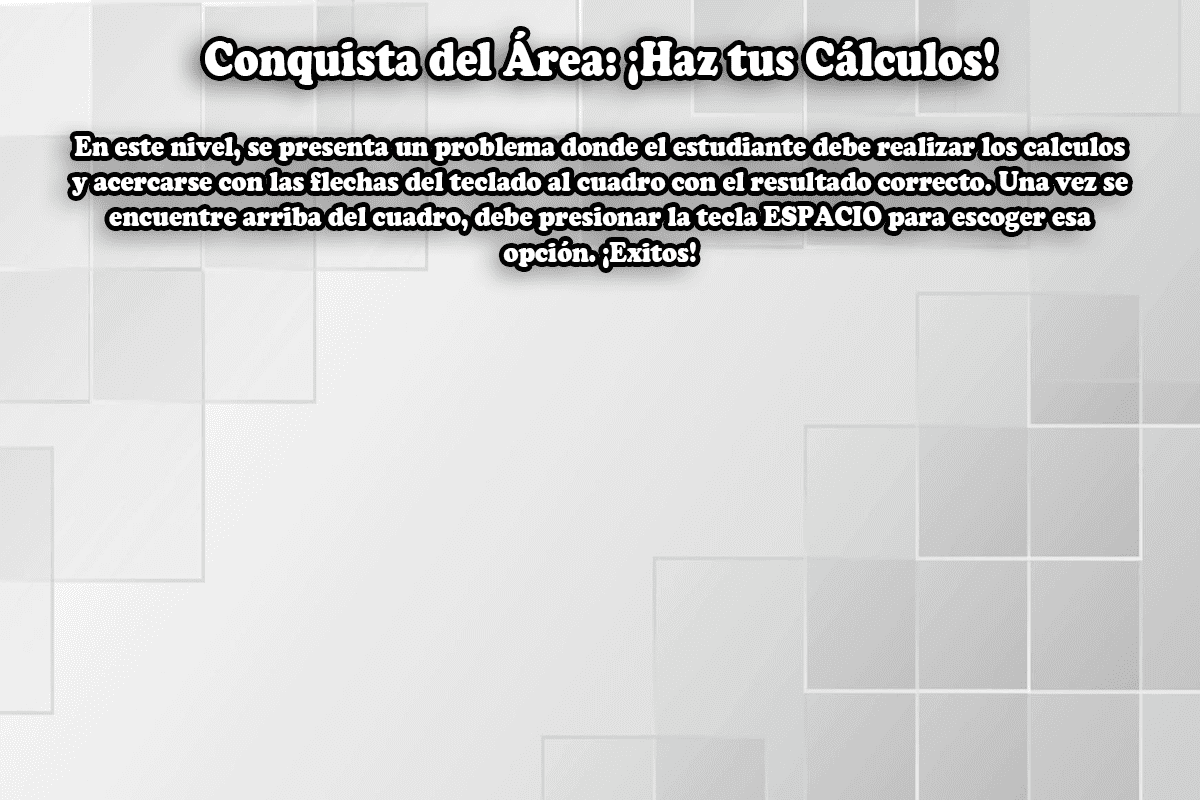 Conquista del Área: ¡Haz tus Cálculos!
En este nivel, se presenta un problema donde el estudiante debe realizar los calculos
y acercarse con las flechas del teclado al cuadro con el resultado correcto. Una vez se
encuentre arriba del cuadro, debe presionar la tecla ESPACIO para escoger esa
opción. ¡Exitos!